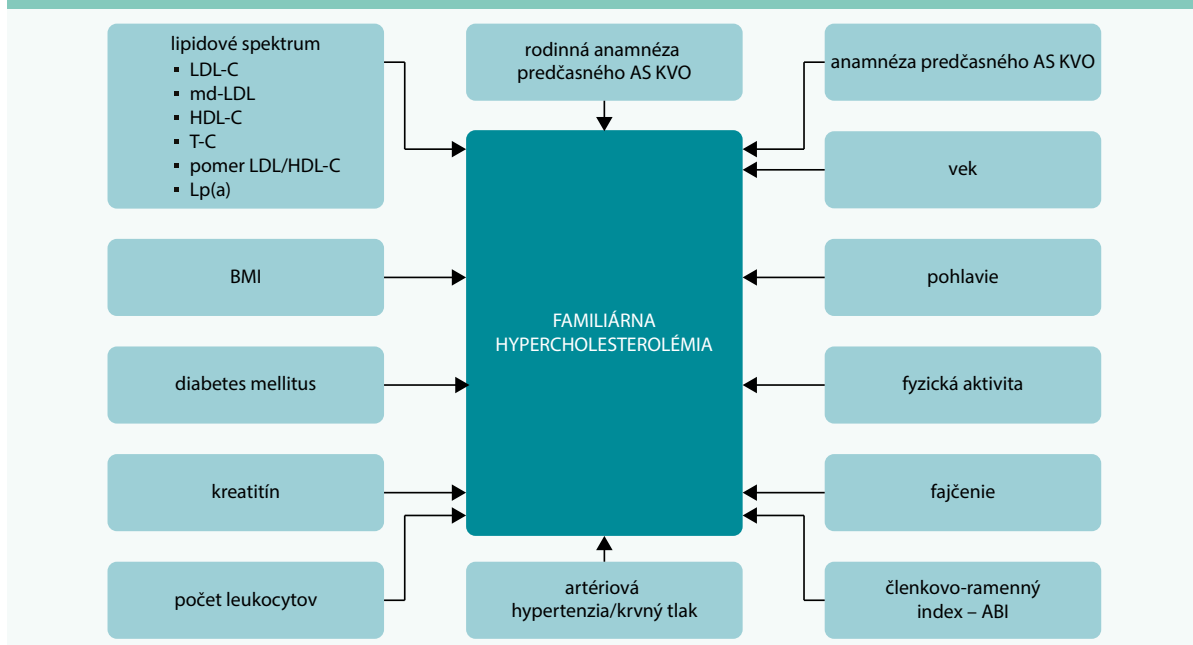 lipidové spektrum
▪ LDL-C
▪ md-LDL
▪ HDL-C
▪ T-C
▪ pomer LDL/HDL-C
▪ Lp(a)
rodinná anamnéza
predčasného AS KVO
anamnéza predčasného AS KVO
vek
BMI
pohlavie
FAMILIÁRNA
HYPERCHOLESTEROLÉMIA
diabetes mellitus
fyzická aktivita
kreatitín
fajčenie
počet leukocytov
artériová
hypertenzia/krvný tlak
členkovo-ramenný
index – ABI